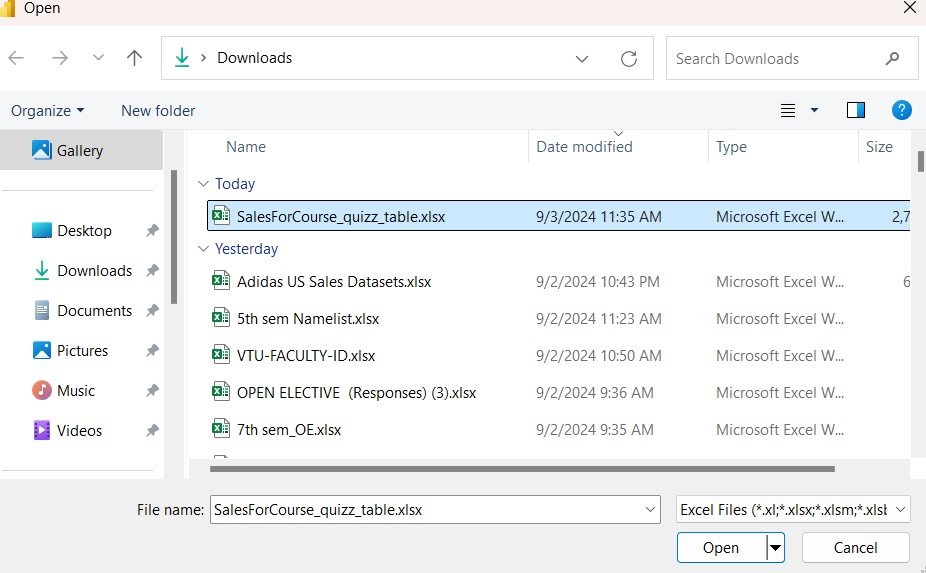 Open
Downloads
Search Downloads
Organize
New folder
?
Gallery
Name
Date modified
Type
Size
Today
SalesForCourse_quizz_table.xlsx 9/3/2024 11:35 AM Microsoft Excel W... 2,7
Yesterday
Desktop
Downloads
Documents
Pictures
Music
Videos
Adidas US Sales Datasets.xlsx 9/2/2024 10:43 PM Microsoft Excel W... 6
5th sem Namelist.xlsx 9/2/2024 11:23 AM Microsoft Excel W...
VTU-FACULTY-ID.xlsx 9/2/2024 10:50 AM Microsoft Excel W...
OPEN ELECTIVE  (Responses) (3).xlsx 9/2/2024 9:36 AM Microsoft Excel W...
7th sem_OE.xlsx 9/2/2024 9:35 AM Microsoft Excel W...
File name: SalesForCourse_quizz_table.xlsx
Excel Files (*.xl;*.xlsx;*.xlsm;*.xlsb
Open
Cancel